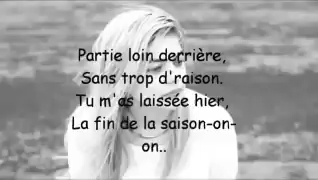 Partie loin derrière,
Sans trop d'raison.
Tu m'as laissée hier,
La fin de la saison-on-
on..